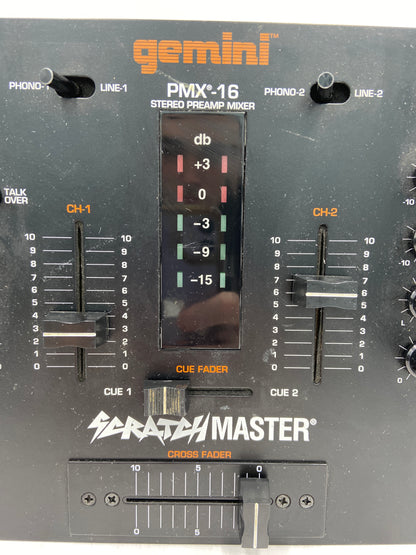 gemini™
PMX®-16
STEREO PREAMP MIXER
PHONO-1 LINE-1
PHONO-2 LINE-2
TALK
OVER
db
+3
0
-3
-9
-15
CH-1
10 10
9 9
8 8
7 7
6 6
5 5
4 4
3 3
2 2
1 1
0 0
CH-2
10 10
9 9
8 8
7 7
6 6
5 5
4 4
3 3
2 2
1 1
0 0
-10
-10
L
CUE FADER
CUE 1 CUE 2
SCRATCH MASTER®
CROSS FADER
10 5 0
0 5